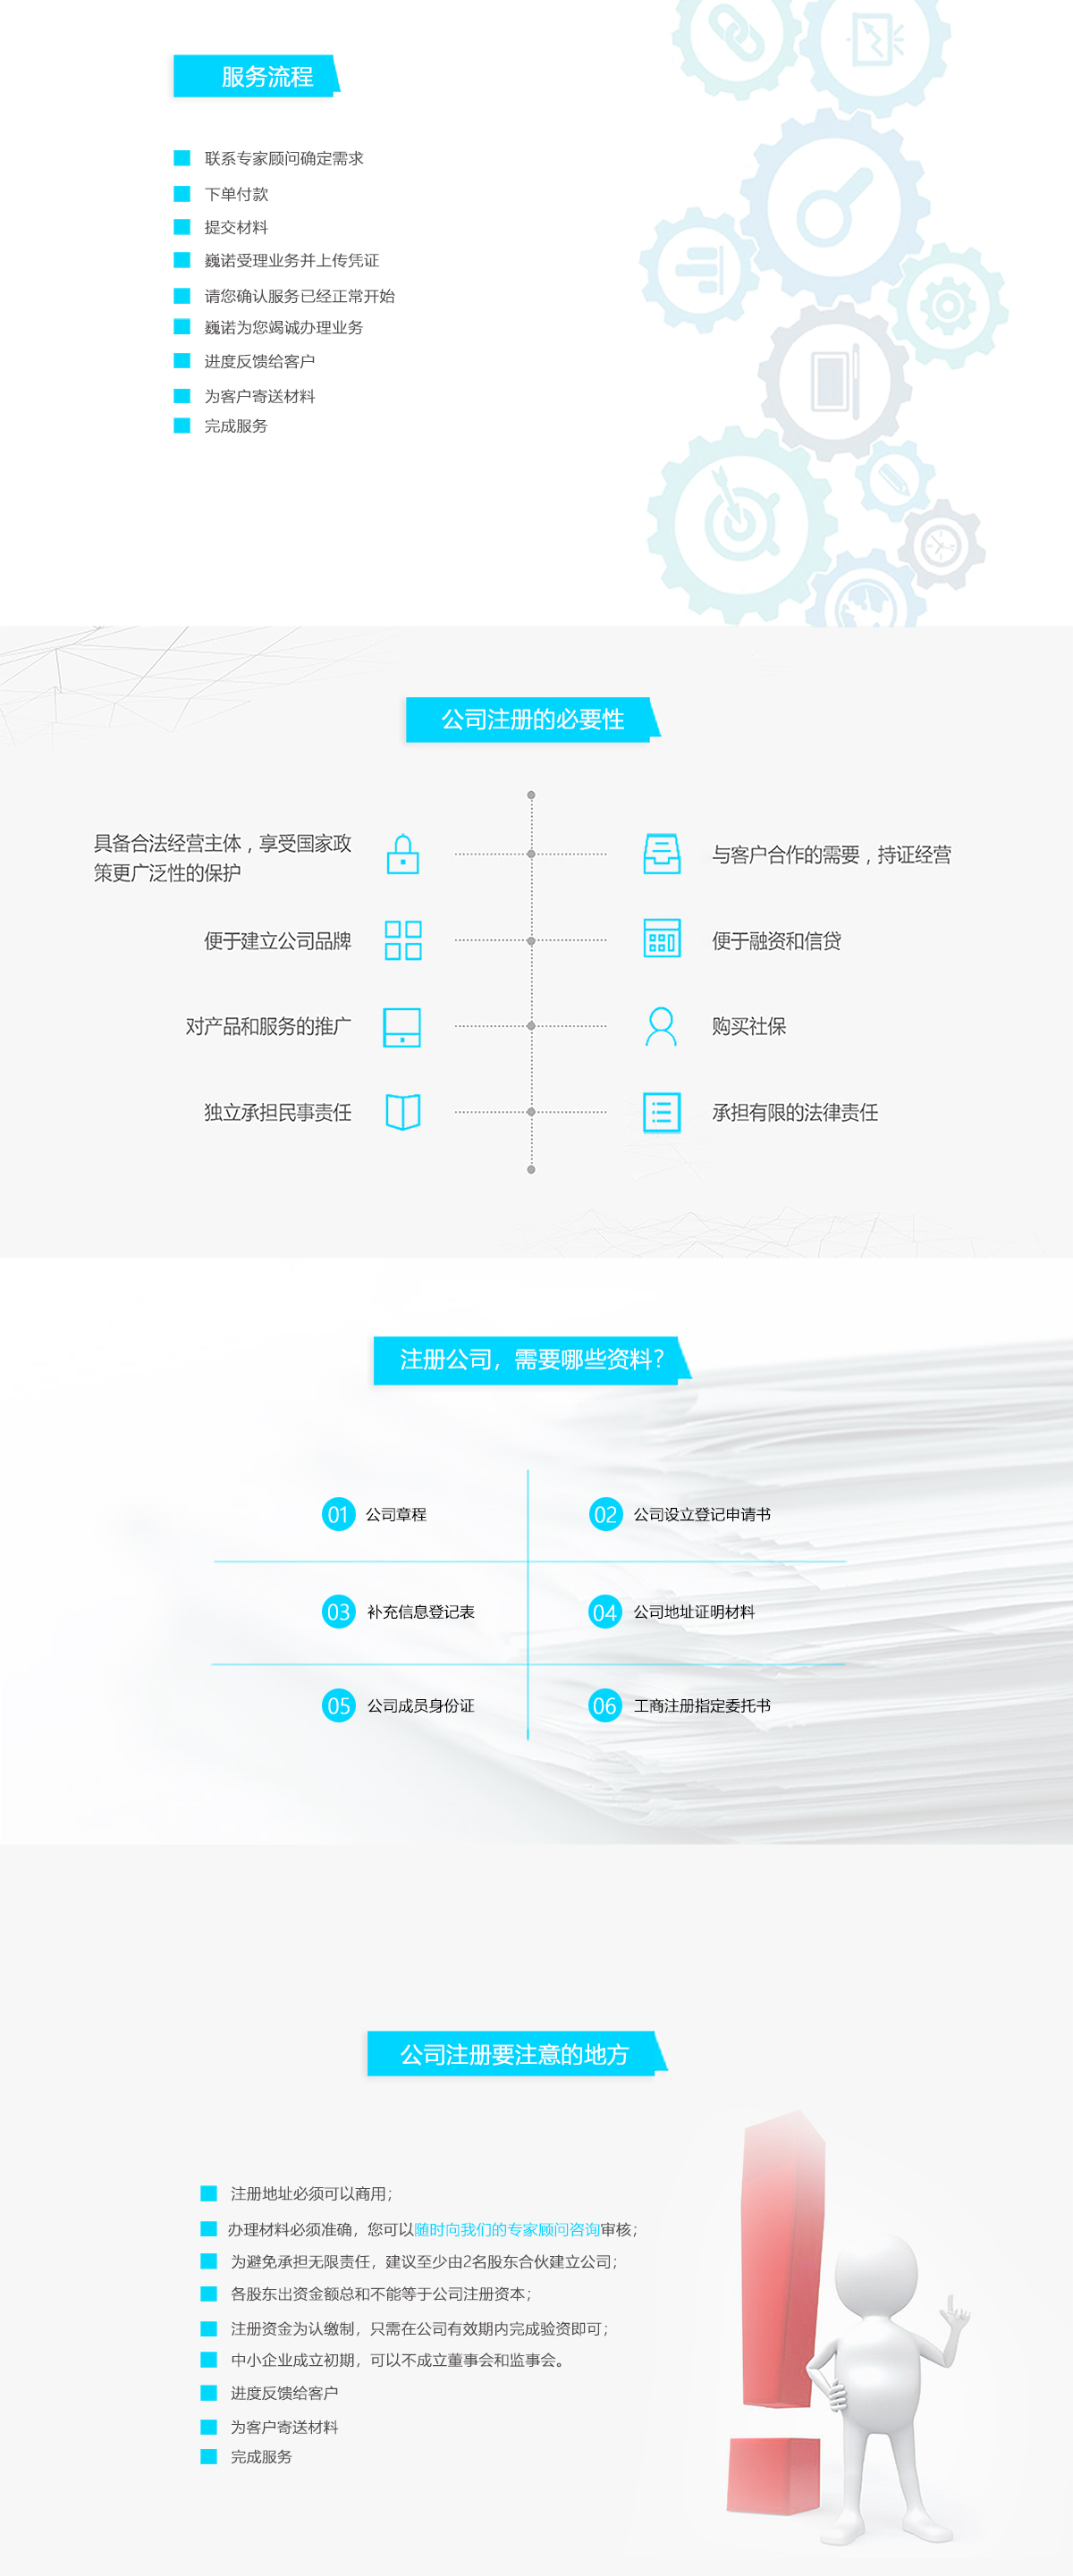 服务流程
联系专家顾问确定需求
下单付款
提交材料
巍诺受理业务并上传凭证
请您确认服务已经正常开始
巍诺为您竭诚办理业务
进度反馈给客户
为客户寄送材料
完成服务
公司注册的必要性
具备合法经营主体，享受国家政
策更广泛性的保护
与客户合作的需要，持证经营
便于建立公司品牌
便于融资和信贷
对产品和服务的推广
购买社保
独立承担民事责任
承担有限的法律责任
注册公司，需要哪些资料？
01 公司章程
02 公司设立登记申请书
03 补充信息登记表
04 公司地址证明材料
05 公司成员身份证
06 工商注册指定委托书
公司注册要注意的地方
注册地址必须可以商用；
办理材料必须准确，您可以随时向我们的专家顾问咨询审核；
为避免承担无限责任，建议至少由2名股东合伙建立公司；
各股东出资金额总和不能等于公司注册资本；
注册资金为认缴制，只需在公司有效期内完成验资即可；
中小企业成立初期，可以不成立董事会和监事会。
进度反馈给客户
为客户寄送材料
完成服务